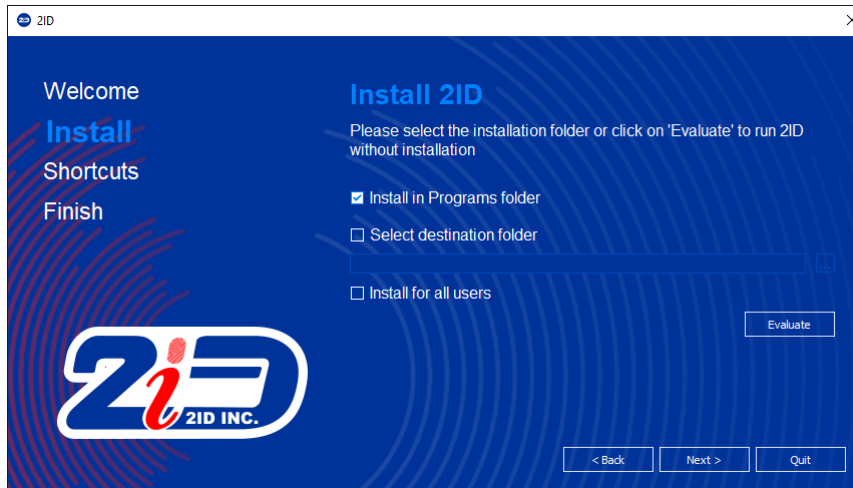 2ID
Welcome
Install
Shortcuts
Finish
Install 2ID
Please select the installation folder or click on 'Evaluate' to run 2ID
without installation
Install in Programs folder
Select destination folder
...
Install for all users
Evaluate
2iD
2ID INC.
< Back
Next >
Quit